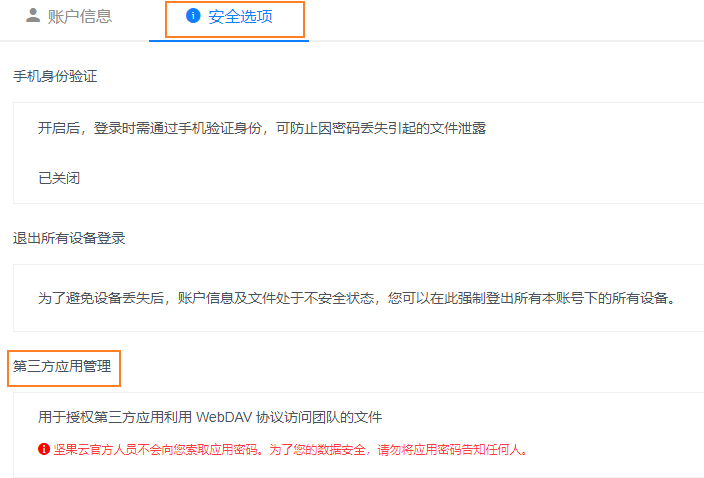 账户信息
安全选项
手机身份验证
开启后，登录时需通过手机验证身份，可防止因密码丢失引起的文件泄露
已关闭
退出所有设备登录
为了避免设备丢失后，账户信息及文件处于不安全状态，您可以在此强制登出所有本账号下的所有设备。
第三方应用管理
用于授权第三方应用利用 WebDAV 协议访问团队的文件
坚果云官方人员不会向您索取应用密码。为了您的数据安全，请勿将应用密码告知任何人。